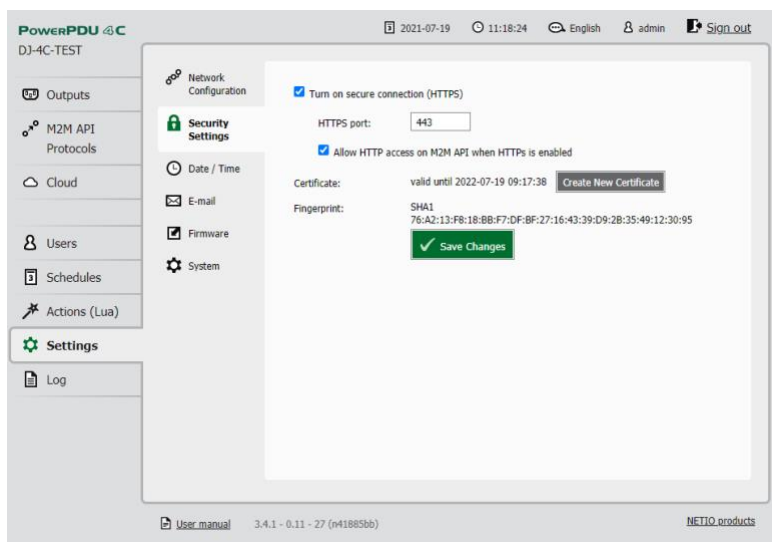 PowerPDU 4C
2021-07-19 11:18:24 English admin Sign out
DJ-4C-TEST
Outputs
M2M API
Protocols
Cloud
Users
Schedules
Actions (Lua)
Settings
Log
Network
Configuration
Security
Settings
Date / Time
E-mail
Firmware
System
Turn on secure connection (HTTPS)
HTTPS port: 443
Allow HTTP access on M2M API when HTTPs is enabled
Certificate: valid until 2022-07-19 09:17:38 Create New Certificate
Fingerprint: SHA1
76:A2:13:F8:18:BB:F7:DF:BF:27:16:43:39:D9:2B:35:49:12:30:95
Save Changes
User manual 3.4.1 - 0.11 - 27 (n41885bb) NETIO products